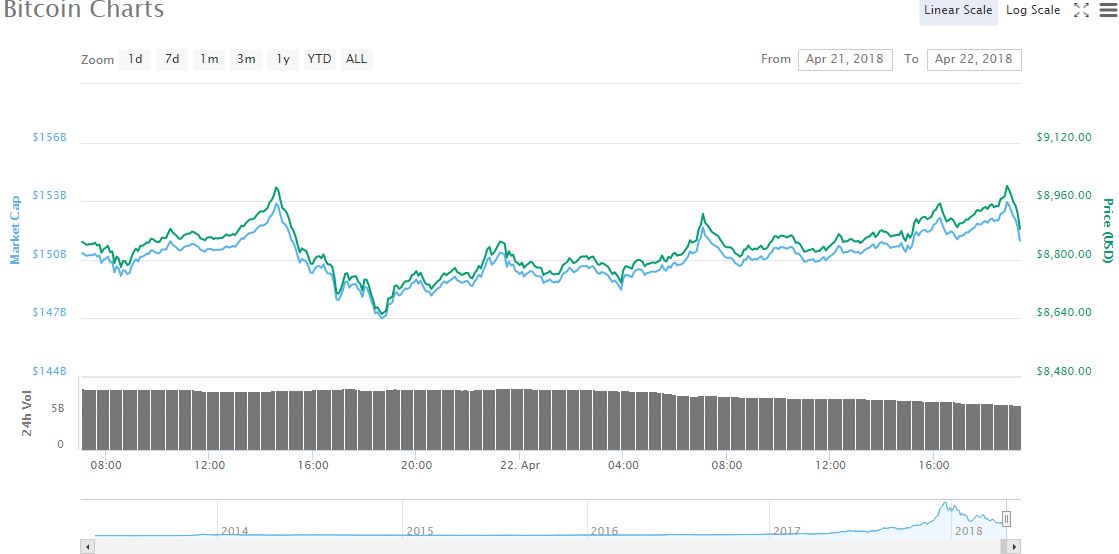 Bitcoin Charts
Linear Scale Log Scale
Zoom 1d 7d 1m 3m 1y YTD ALL From Apr 21, 2018 To Apr 22, 2018
$156B $9,120.00
$153B $8,960.00
Market Cap
Price (USD)
$150B $8,800.00
$147B $8,640.00
$144B $8,480.00
24h Vol
5B
0
08:00 12:00 16:00 20:00 22. Apr 04:00 08:00 12:00 16:00
2014 2015 2016 2017 2018